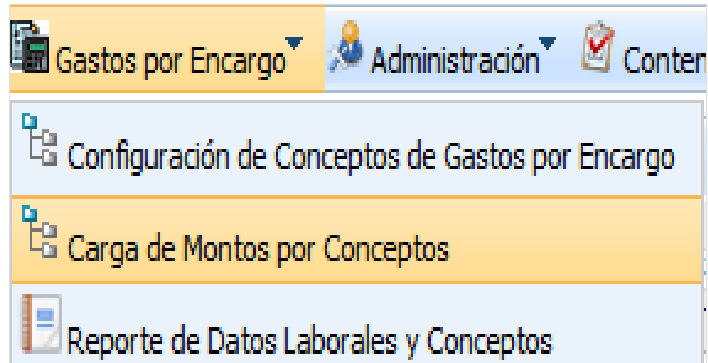 Gastos por Encargo Administración Conten
Configuración de Conceptos de Gastos por Encargo
Carga de Montos por Conceptos
Reporte de Datos Laborales y Conceptos